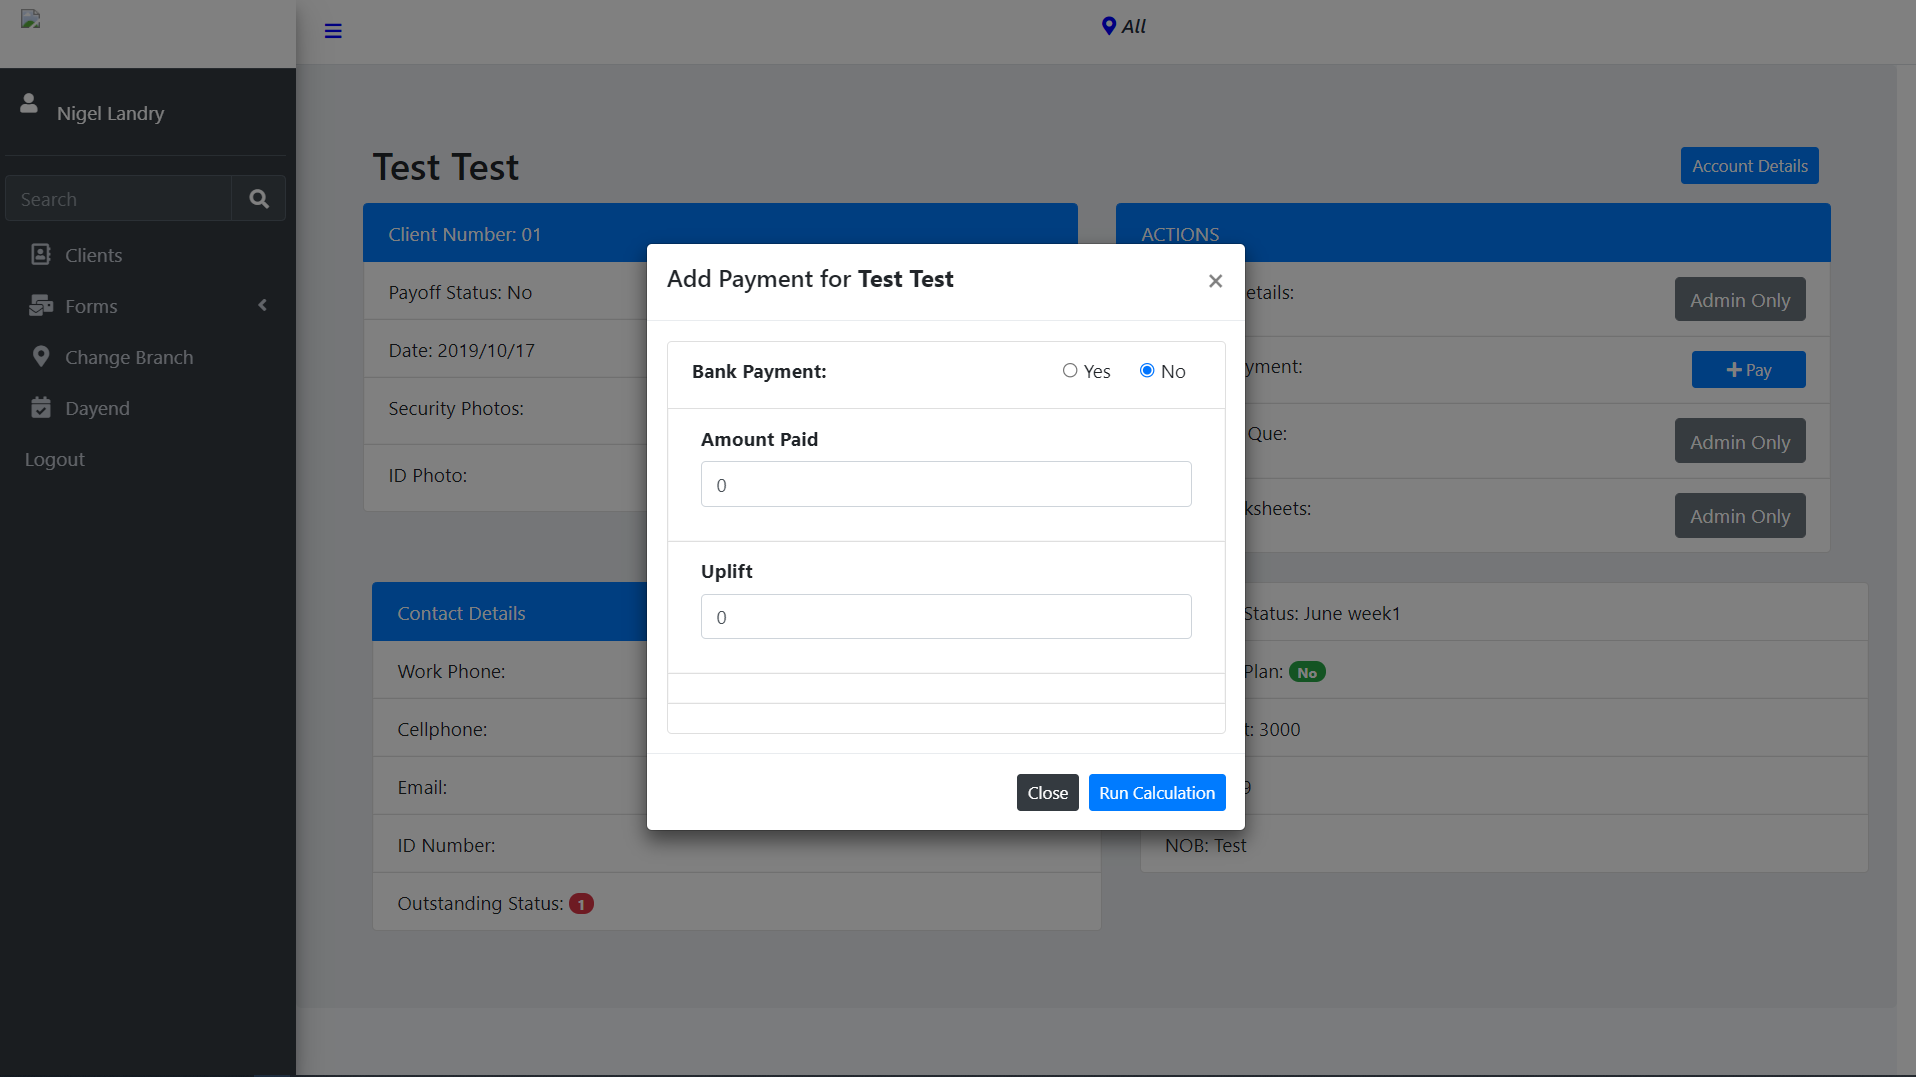 All
Nigel Landry
Search
Clients
Forms
Change Branch
Dayend
Logout
Test Test
Account Details
Client Number: 01
Payoff Status: No
Date: 2019/10/17
Security Photos:
ID Photo:
ACTIONS
etails:
Admin Only
yment:
Pay
Que:
Admin Only
ksheets:
Admin Only
Add Payment for Test Test
×
Bank Payment:
Yes
No
Amount Paid
0
Uplift
0
Close
Run Calculation
Contact Details
Work Phone:
Cellphone:
Email:
ID Number:
Outstanding Status: 1
Status: June week1
Plan: No
t: 3000
9
NOB: Test